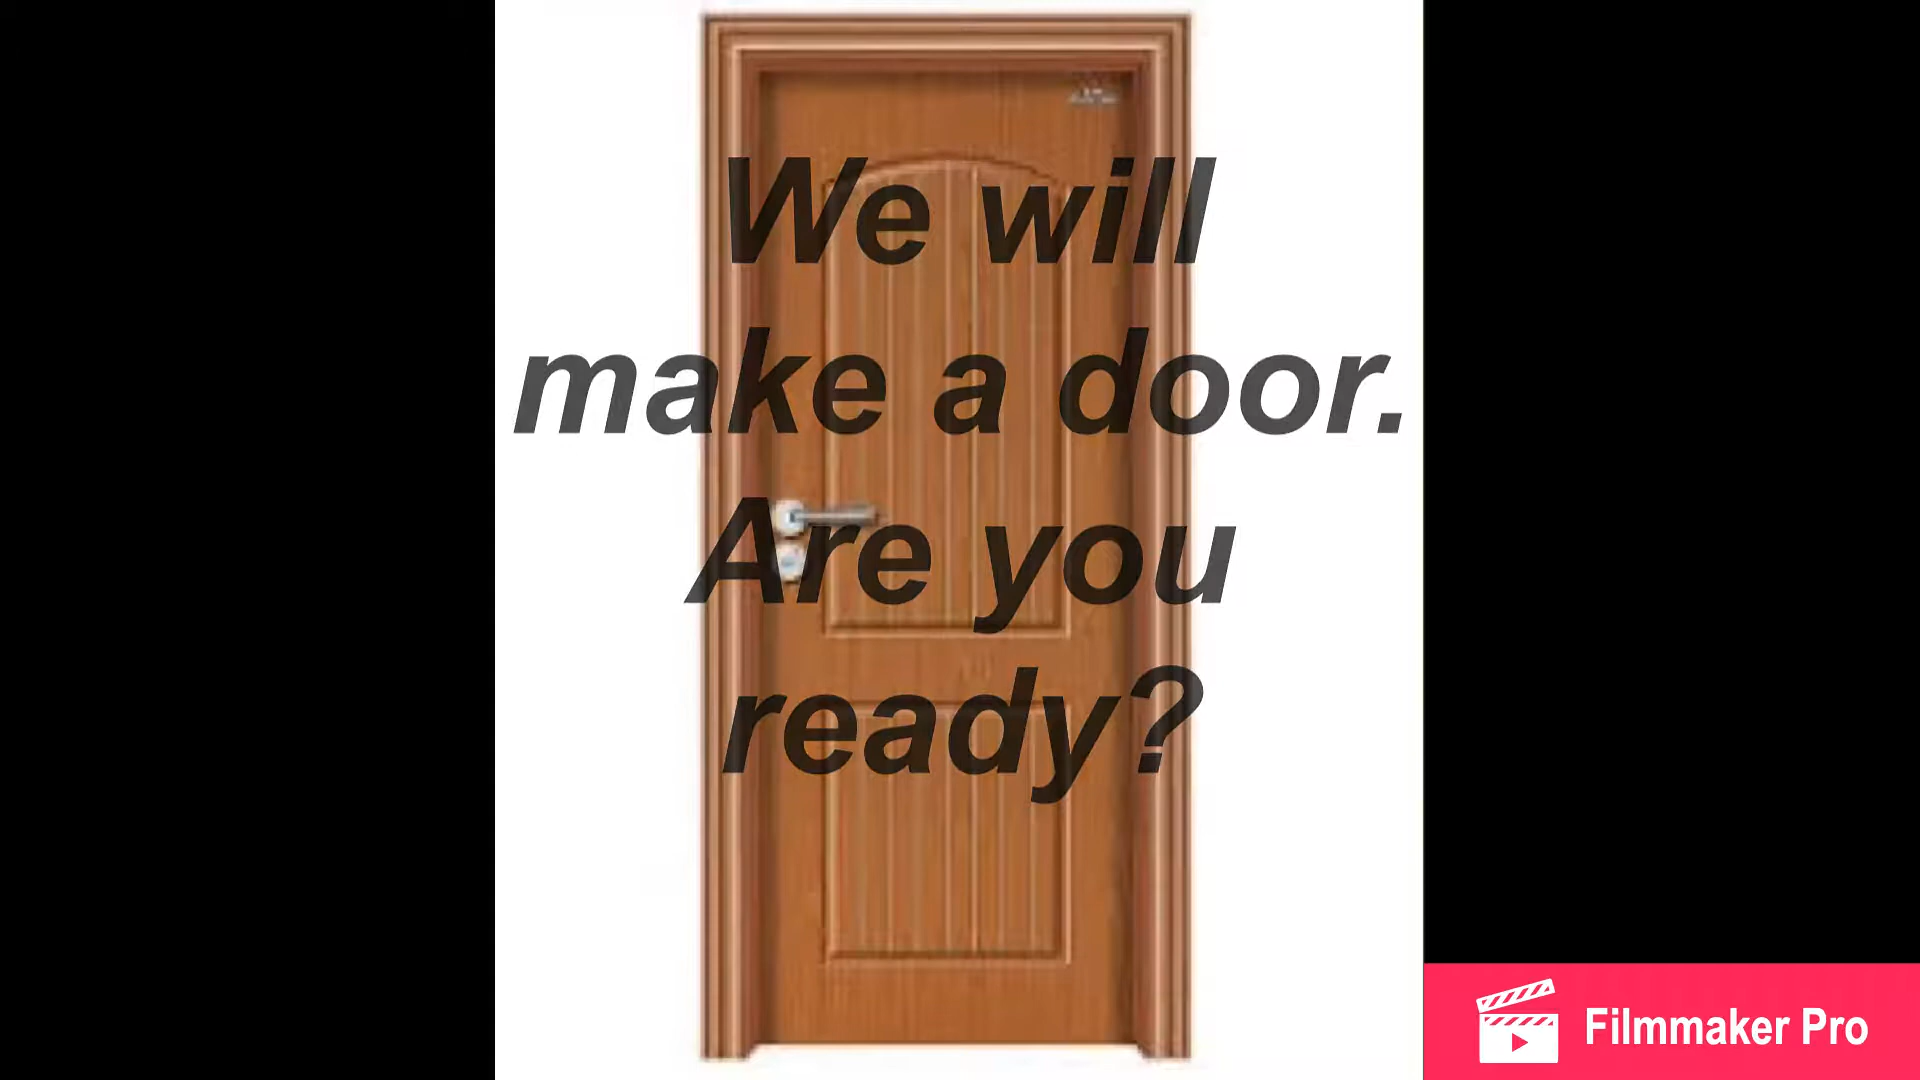 We will
make a door.
Are you
ready?
Filmmaker Pro